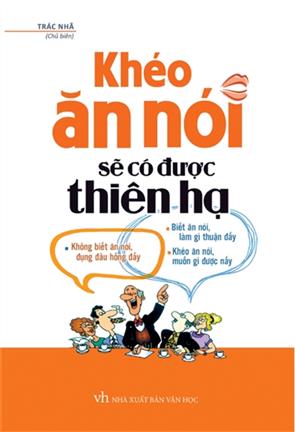 TRÁC NHÃ
(Chủ biên)
Khéo
ăn nói
sẽ có được
thiên hạ
• Không biết ăn nói,
đụng đâu hỏng đấy
• Biết ăn nói,
làm gì thuận đấy
• Khéo ăn nói,
muốn gì được nấy
vh NHÀ XUẤT BẢN VĂN HỌC